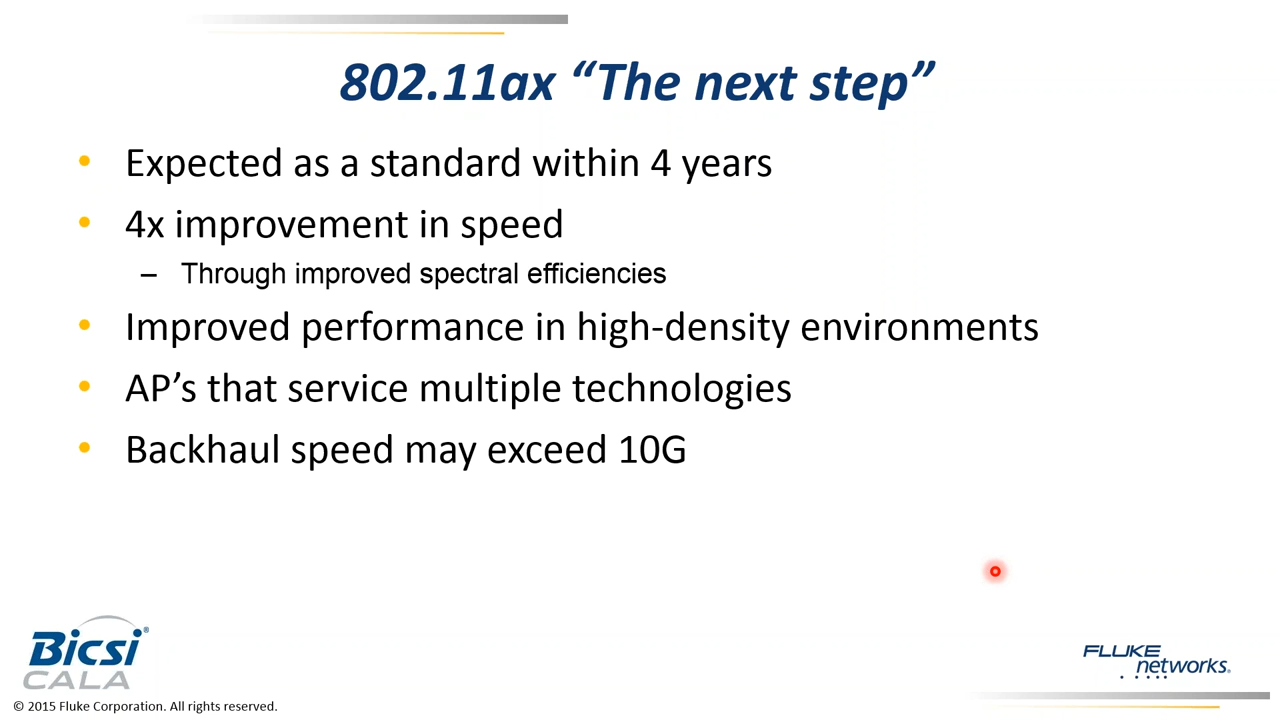 802.11ax “The next step”
• Expected as a standard within 4 years
• 4x improvement in speed
– Through improved spectral efficiencies
• Improved performance in high-density environments
• AP’s that service multiple technologies
• Backhaul speed may exceed 10G
Bicsi®
CALA
FLUKE
networks®
© 2015 Fluke Corporation. All rights reserved.